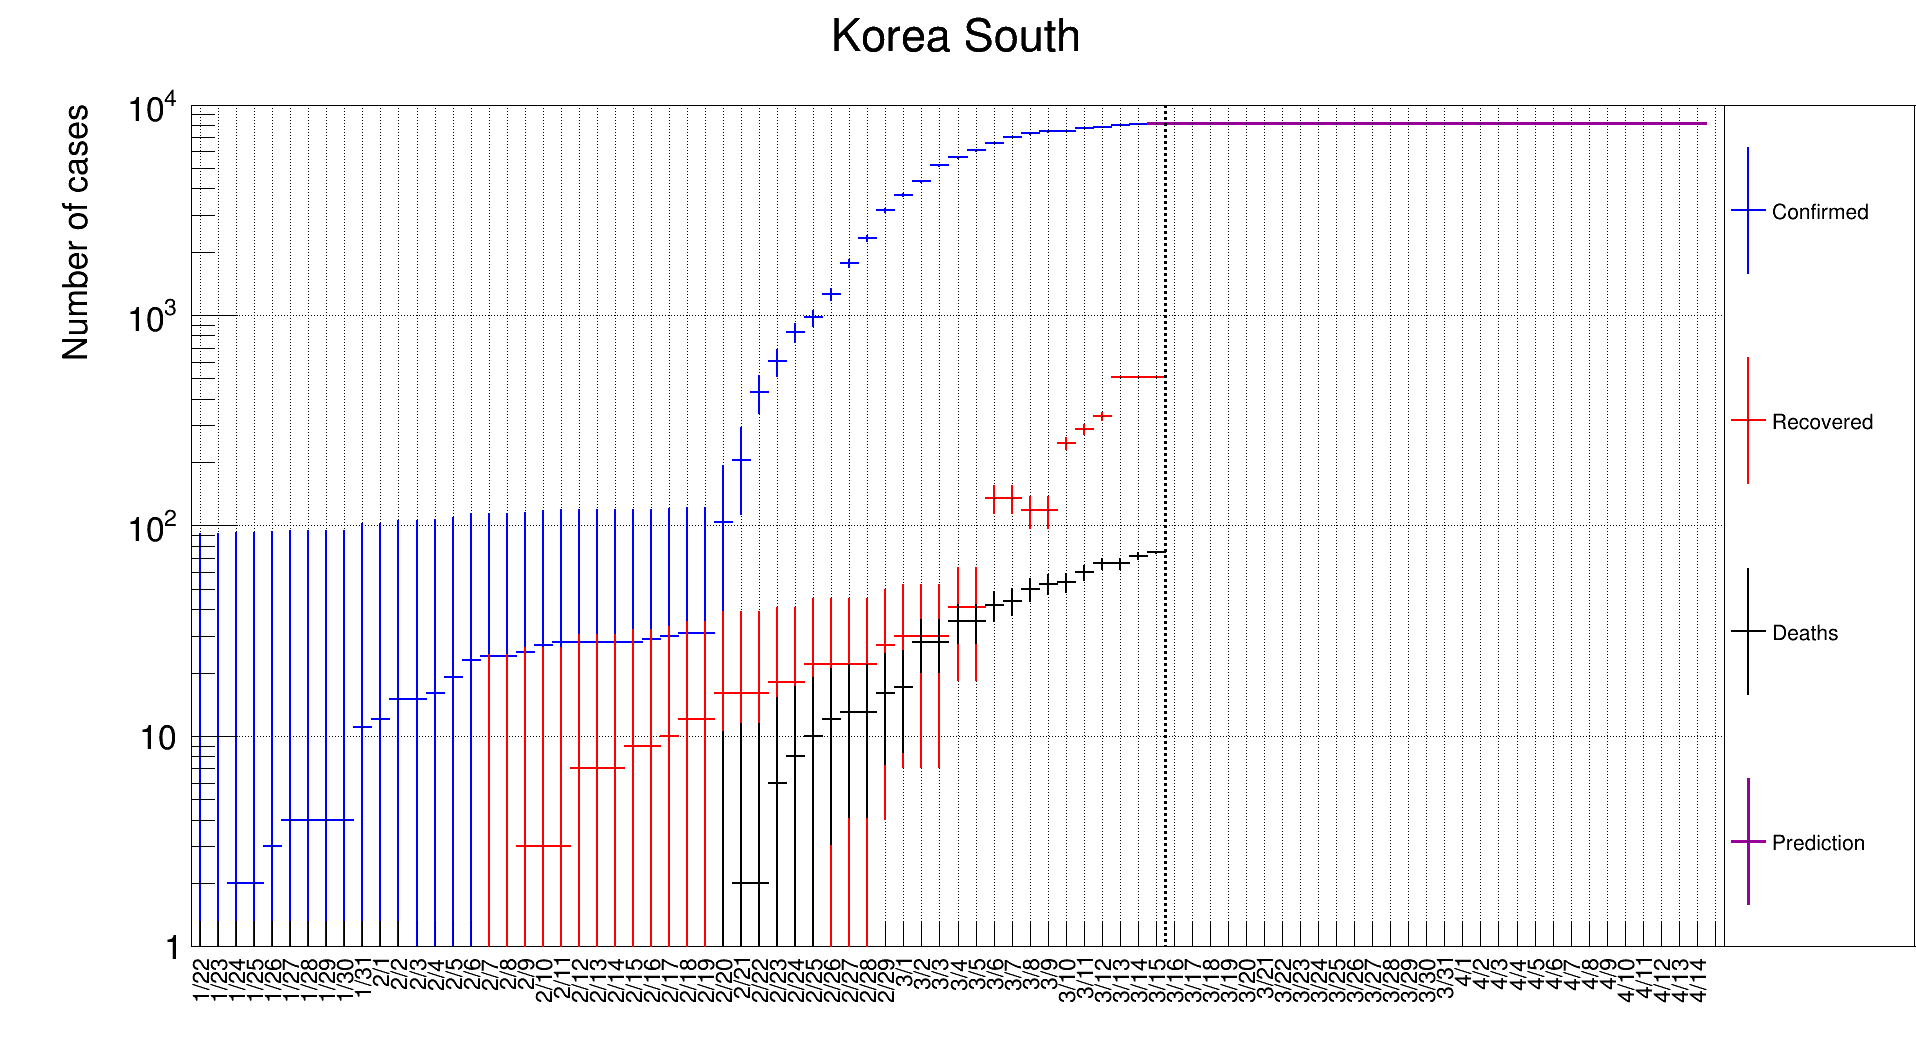 Korea South
Number of cases
10^4
10^3
10^2
10
1
Confirmed
Recovered
Deaths
Prediction
1/22 1/23 1/24 1/25 1/26 1/27 1/28 1/29 1/30 1/31 2/1 2/2 2/3 2/4 2/5 2/6 2/7 2/8 2/9 2/10 2/11 2/12 2/13 2/14 2/15 2/16 2/17 2/18 2/19 2/20 2/21 2/22 2/23 2/24 2/25 2/26 2/27 2/28 2/29 3/1 3/2 3/3 3/4 3/5 3/6 3/7 3/8 3/9 3/10 3/11 3/12 3/13 3/14 3/15 3/16 3/17 3/18 3/19 3/20 3/21 3/22 3/23 3/24 3/25 3/26 3/27 3/28 3/29 3/30 3/31 4/1 4/2 4/3 4/4 4/5 4/6 4/7 4/8 4/9 4/10 4/11 4/12 4/13 4/14